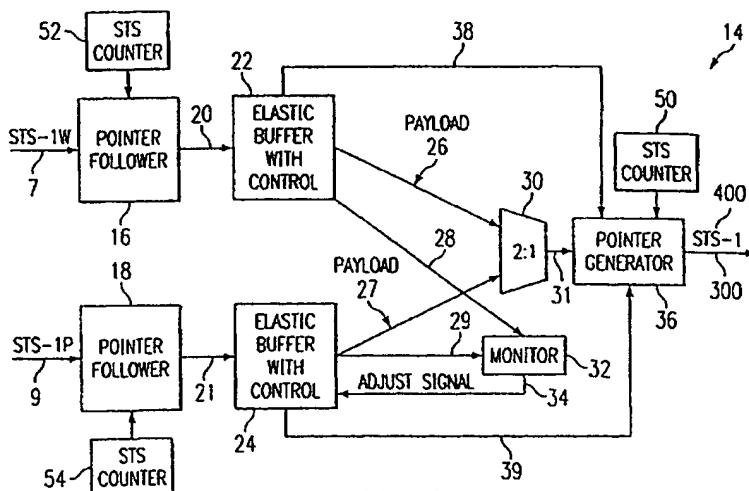 52
STS
COUNTER
22
38
14
STS-1W
7
POINTER
FOLLOWER
16
20
ELASTIC
BUFFER
WITH
CONTROL
PAYLOAD
26
30
2:1
31
50
STS
COUNTER
POINTER
GENERATOR
36
400
STS-1
300
28
PAYLOAD
27
18
STS-1P
9
POINTER
FOLLOWER
21
ELASTIC
BUFFER
WITH
CONTROL
24
29
MONITOR
32
ADJUST SIGNAL
34
39
54
STS
COUNTER